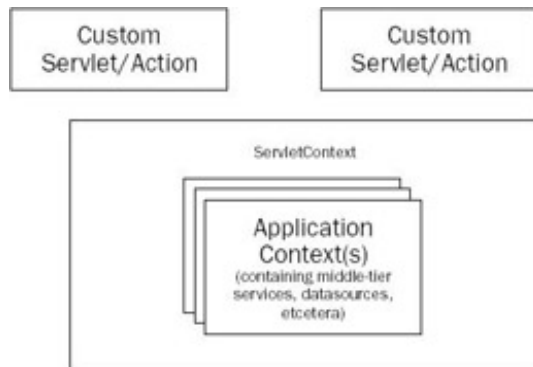 Custom
Servlet/Action
Custom
Servlet/Action
ServletContext
Application
Context(s)
(containing middle-tier
services, datasources,
etcetera)